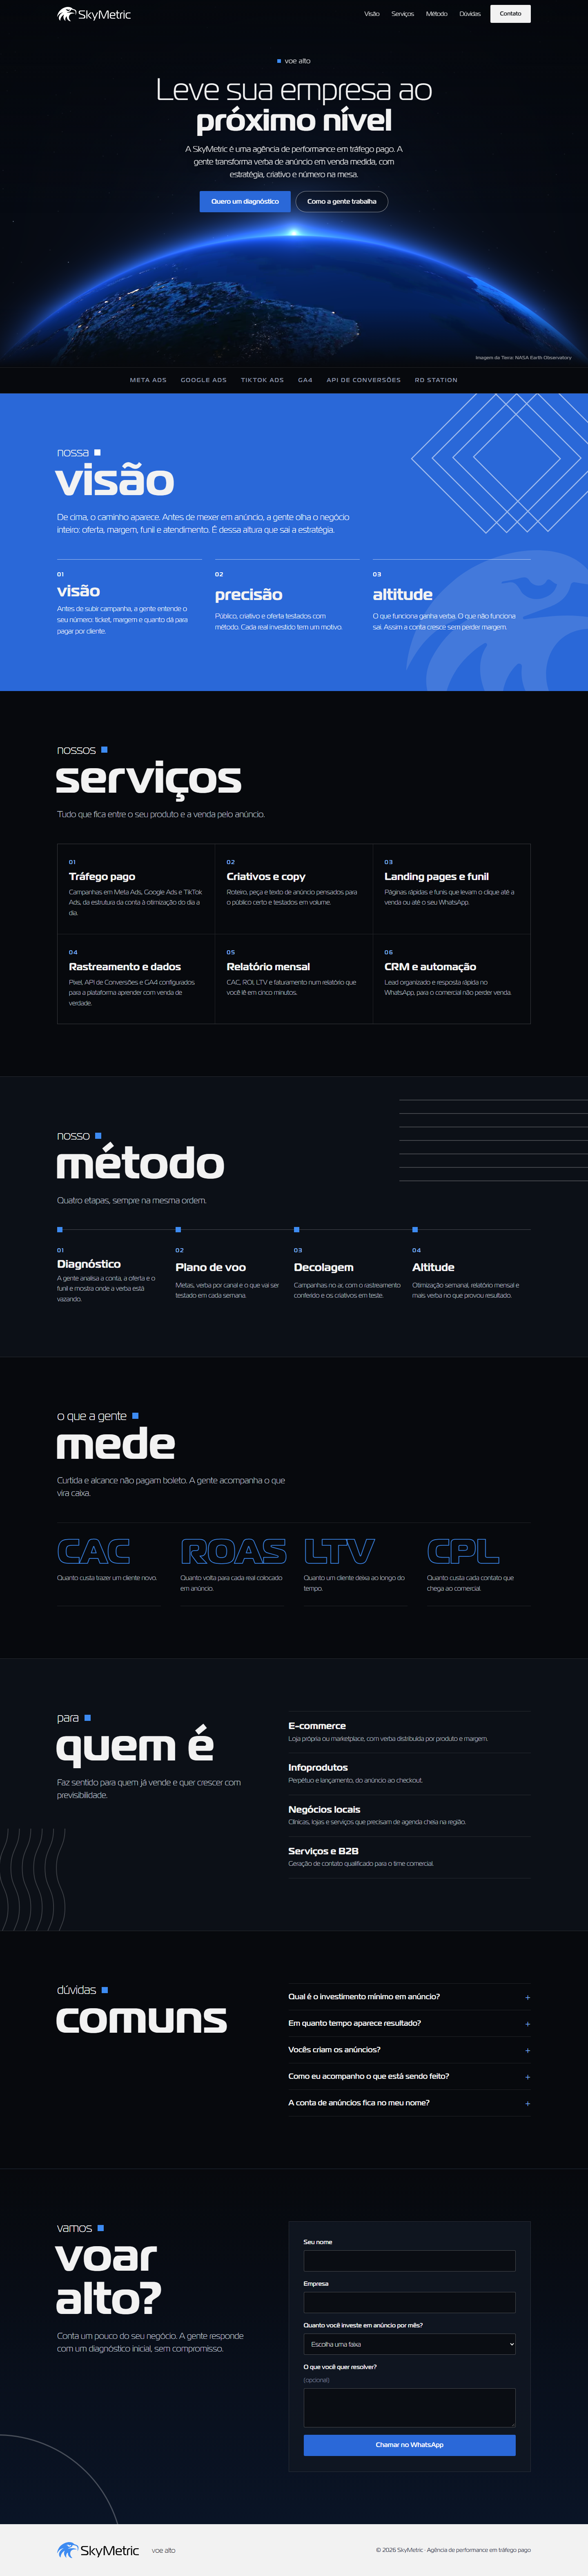 SkyMetric
Visão Serviços Método Dúvidas Contato
voe alto
Leve sua empresa ao
próximo nível
A SkyMetric é uma agência de performance em tráfego pago. A
gente transforma verba de anúncio em venda medida, com
estratégia, criativo e número na mesa.
Quero um diagnóstico Como a gente trabalha
Imagem da Terra: NASA Earth Observatory
META ADS GOOGLE ADS TIKTOK ADS GA4 API DE CONVERSÕES RD STATION
nossa
visão
De cima, o caminho aparece. Antes de mexer em anúncio, a gente olha o negócio
inteiro: oferta, margem, funil e atendimento. É dessa altura que sai a estratégia.
01
visão
Antes de subir campanha, a gente entende o
seu número: ticket, margem e quanto dá para
pagar por cliente.
02
precisão
Público, criativo e oferta testados com
método. Cada real investido tem um motivo.
03
altitude
O que funciona ganha verba. O que não funciona
sai. Assim a conta cresce sem perder margem.
nossos
serviços
Tudo que fica entre o seu produto e a venda pelo anúncio.
01
Tráfego pago
Campanhas em Meta Ads, Google Ads e TikTok
Ads, da estrutura da conta à otimização do dia a
dia.
02
Criativos e copy
Roteiro, peça e texto de anúncio pensados para
o público certo e testados em volume.
03
Landing pages e funil
Páginas rápidas e funis que levam o clique até a
venda ou até o seu WhatsApp.
04
Rastreamento e dados
Pixel, API de Conversões e GA4 configurados
para a plataforma aprender com venda de
verdade.
05
Relatório mensal
CAC, ROI, LTV e faturamento num relatório que
você lê em cinco minutos.
06
CRM e automação
Lead organizado e resposta rápida no
WhatsApp, para o comercial não perder venda.
nosso
método
Quatro etapas, sempre na mesma ordem.
01
Diagnóstico
A gente analisa a conta, a oferta e o
funil e mostra onde a verba está
vazando.
02
Plano de voo
Metas, verba por canal e o que vai ser
testado em cada semana.
03
Decolagem
Campanhas no ar, com o rastreamento
conferido e os criativos em teste.
04
Altitude
Otimização semanal, relatório mensal e
mais verba no que provou resultado.
o que a gente
mede
Curtida e alcance não pagam boleto. A gente acompanha o que
vira caixa.
CAC
Quanto custa trazer um cliente novo.
ROAS
Quanto volta para cada real colocado
em anúncio.
LTV
Quanto um cliente deixa ao longo do
tempo.
CPL
Quanto custa cada contato que
chega ao comercial.
para
quem é
Faz sentido para quem já vende e quer crescer com
previsibilidade.
E-commerce
Loja própria ou marketplace, com verba distribuída por produto e margem.
Infoprodutos
Perpétuo e lançamento, do anúncio ao checkout.
Negócios locais
Clínicas, lojas e serviços que precisam de agenda cheia na região.
Serviços e B2B
Geração de contato qualificado para o time comercial.
dúvidas
comuns
Qual é o investimento mínimo em anúncio? +
Em quanto tempo aparece resultado? +
Vocês criam os anúncios? +
Como eu acompanho o que está sendo feito? +
A conta de anúncios fica no meu nome? +
vamos
voar
alto?
Conta um pouco do seu negócio. A gente responde
com um diagnóstico inicial, sem compromisso.
Seu nome
Empresa
Quanto você investe em anúncio por mês?
Escolha uma faixa
O que você quer resolver?
(opcional)
Chamar no WhatsApp
SkyMetric voe alto
© 2026 SkyMetric · Agência de performance em tráfego pago